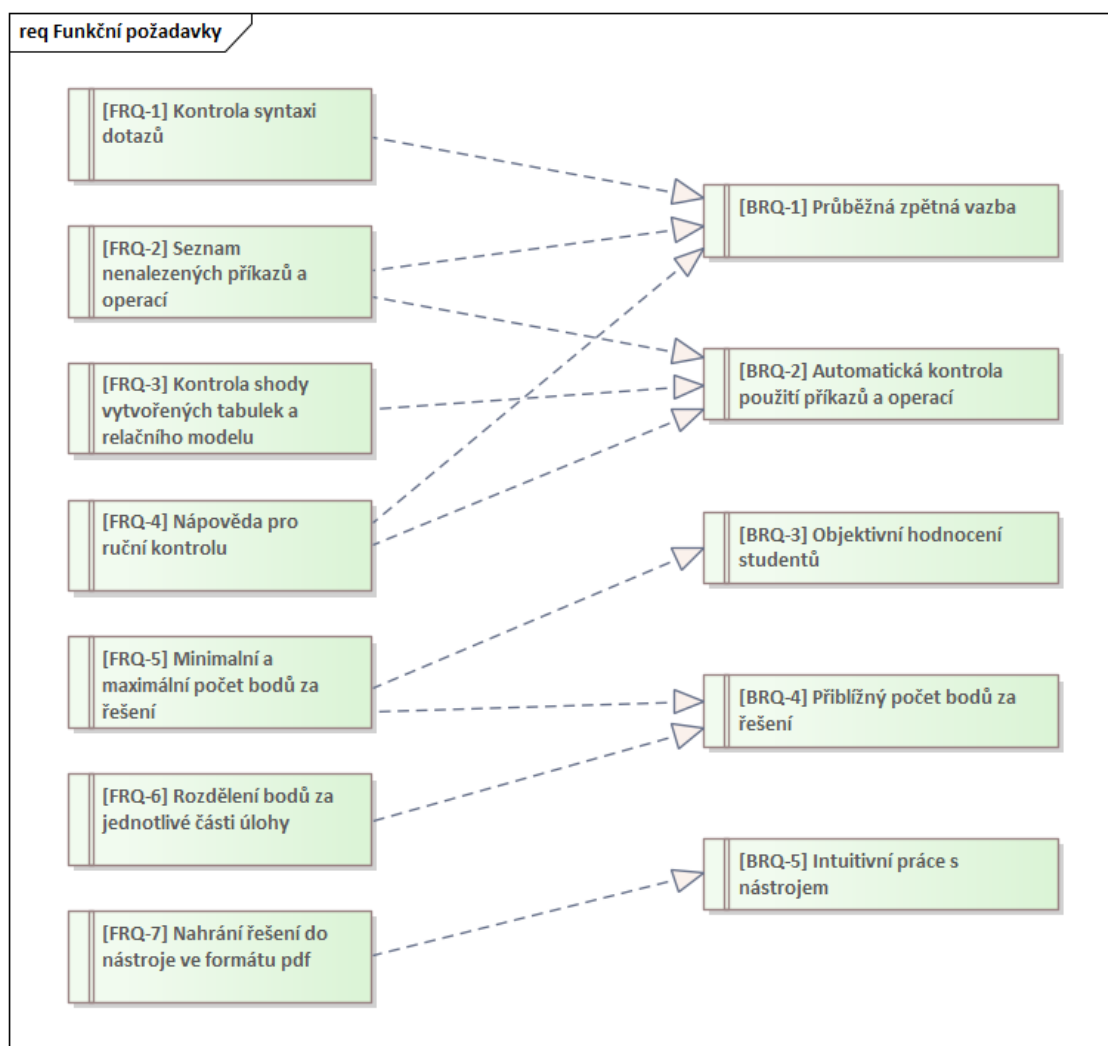 req Funkční požadavky
[FRQ-1] Kontrola syntaxi
dotazů
[FRQ-2] Seznam
nenalezených příkazů a
operací
[FRQ-3] Kontrola shody
vytvořených tabulek a
relačního modelu
[FRQ-4] Nápověda pro
ruční kontrolu
[FRQ-5] Minimalní a
maximální počet bodů za
řešení
[FRQ-6] Rozdělení bodů za
jednotlivé části úlohy
[FRQ-7] Nahrání řešení do
nástroje ve formátu pdf
[BRQ-1] Průběžná zpětná vazba
[BRQ-2] Automatická kontrola
použití příkazů a operací
[BRQ-3] Objektivní hodnocení
studentů
[BRQ-4] Přibližný počet bodů za
řešení
[BRQ-5] Intuitivní práce s
nástrojem